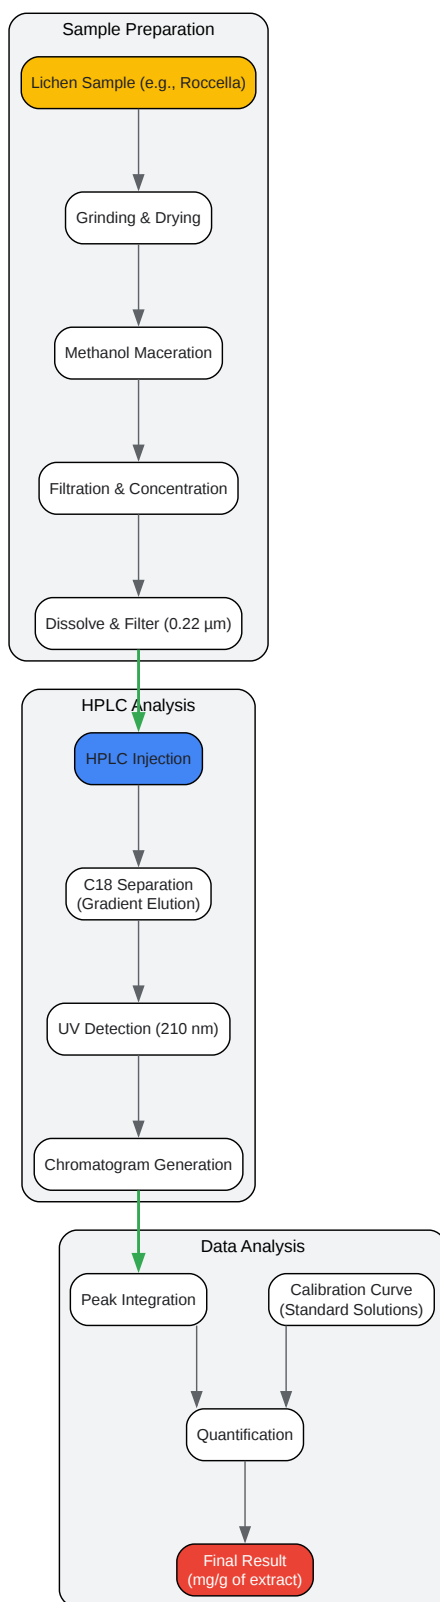 Sample Preparation
Lichen Sample (e.g., Roccella)
Grinding & Drying
Methanol Maceration
Filtration & Concentration
Dissolve & Filter (0.22 µm)
HPLC Analysis
HPLC Injection
C18 Separation
(Gradient Elution)
UV Detection (210 nm)
Chromatogram Generation
Data Analysis
Peak Integration
Calibration Curve
(Standard Solutions)
Quantification
Final Result
(mg/g of extract)